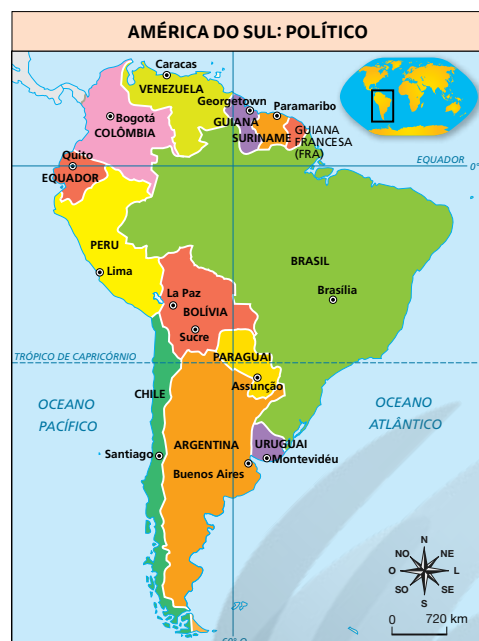 AMÉRICA DO SUL: POLÍTICO
Caracas
VENEZUELA
Georgetown
Paramaribo
GUIANA
SURINAME
GUIANA
FRANCESA
(FRA)
Bogotá
COLÔMBIA
Quito
EQUADOR
EQUADOR
0°
PERU
Lima
BRASIL
Brasília
La Paz
BOLÍVIA
Sucre
TRÓPICO DE CAPRICÓRNIO
PARAGUAI
Assunção
CHILE
OCEANO
PACÍFICO
OCEANO
ATLÂNTICO
ARGENTINA
URUGUAI
Santiago
Buenos Aires
Montevidéu
N
NO
NE
O
L
SO
SE
S
0
720 km
60°O